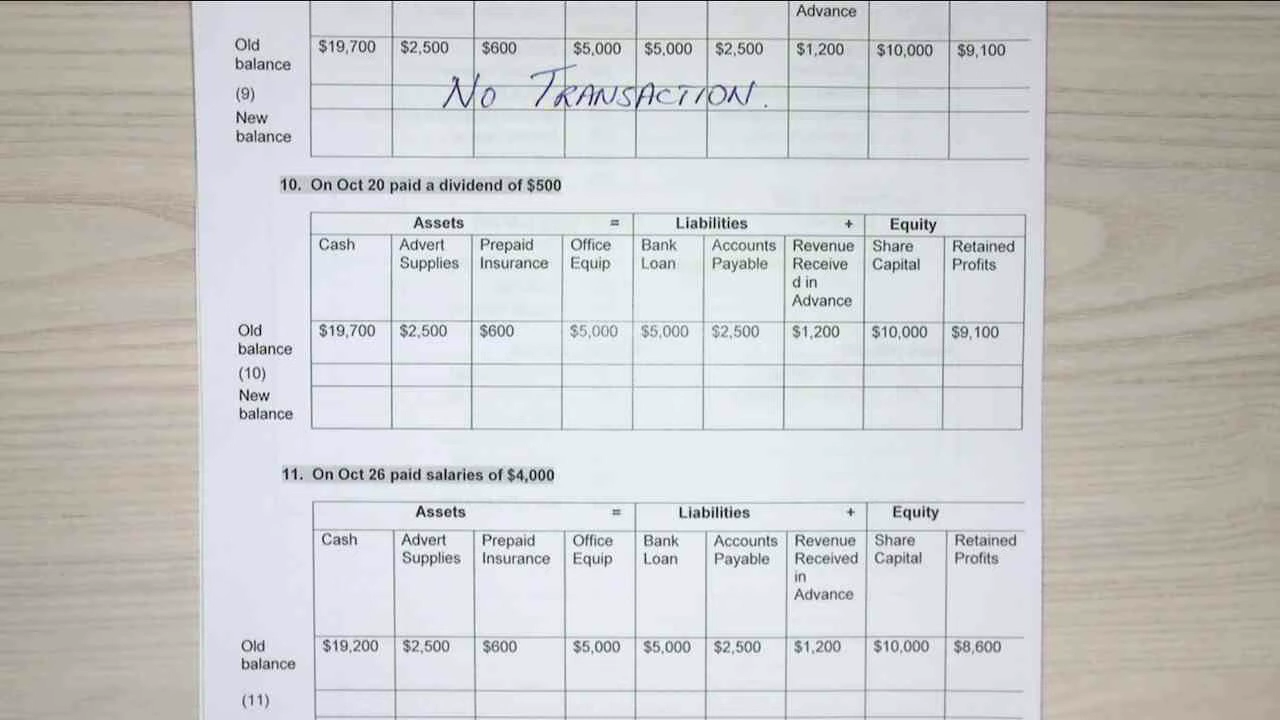 Advance
Old balance $19,700 $2,500 $600 $5,000 $5,000 $2,500 $1,200 $10,000 $9,100
(9) NO TRANSACTION.
New balance
10. On Oct 20 paid a dividend of $500
Assets = Liabilities + Equity
Cash Advert Supplies Prepaid Insurance Office Equip Bank Loan Accounts Payable Revenue Receive d in Advance Share Capital Retained Profits
Old balance $19,700 $2,500 $600 $5,000 $5,000 $2,500 $1,200 $10,000 $9,100
(10)
New balance
11. On Oct 26 paid salaries of $4,000
Assets = Liabilities + Equity
Cash Advert Supplies Prepaid Insurance Office Equip Bank Loan Accounts Payable Revenue Received in Advance Share Capital Retained Profits
Old balance $19,200 $2,500 $600 $5,000 $5,000 $2,500 $1,200 $10,000 $8,600
(11)